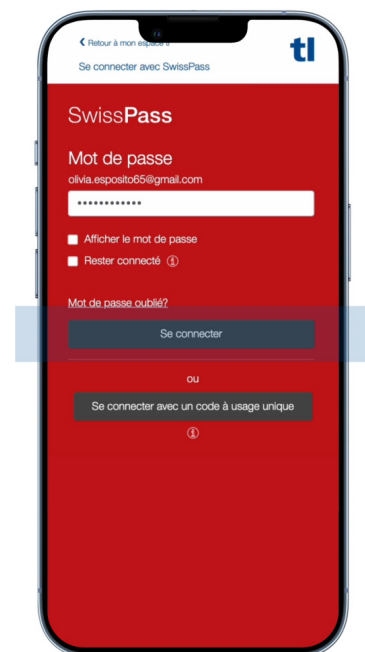 Retour à mon espace tl
tl
Se connecter avec SwissPass
SwissPass
Mot de passe
olivia.esposito65@gmail.com
Afficher le mot de passe
Rester connecté
Mot de passe oublié?
Se connecter
ou
Se connecter avec un code à usage unique